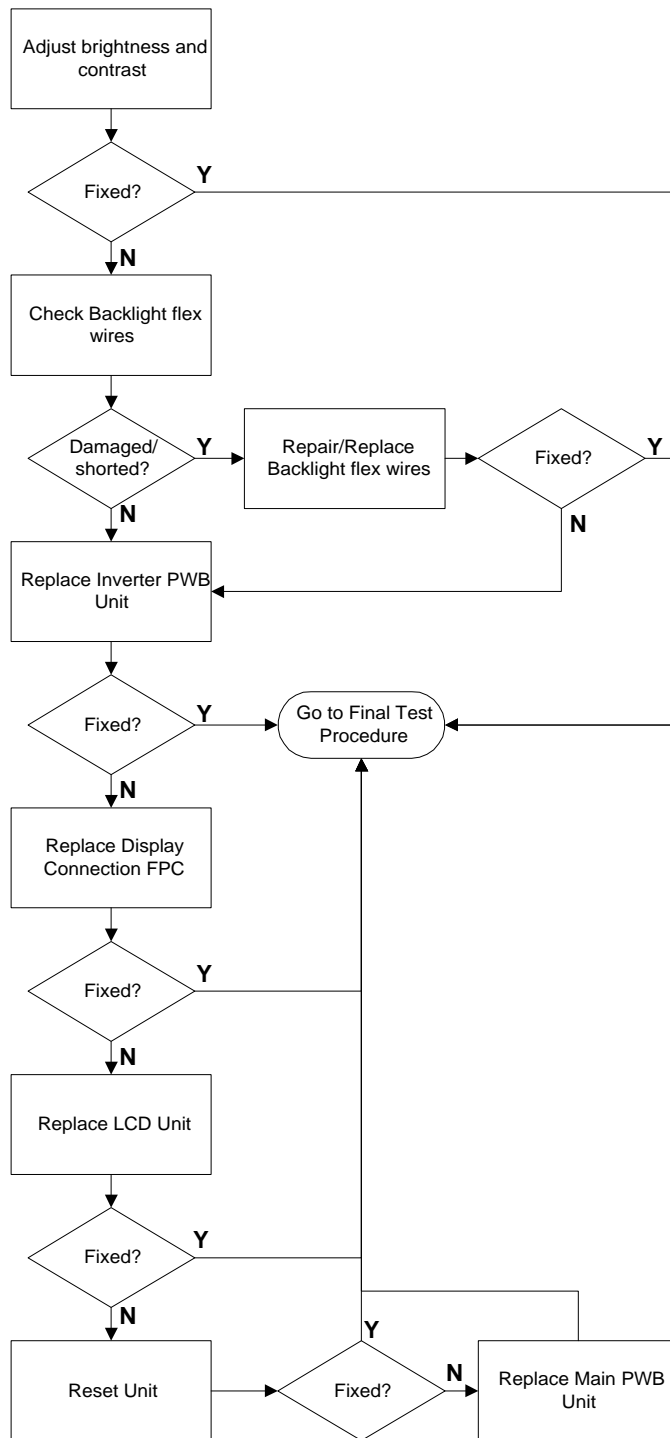 Adjust brightness and
contrast
Fixed?
Y
N
Check Backlight flex
wires
Damaged/
shorted?
Y
N
Repair/Replace
Backlight flex wires
Fixed?
Y
N
Replace Inverter PWB
Unit
Fixed?
Y
N
Go to Final Test
Procedure
Replace Display
Connection FPC
Fixed?
Y
N
Replace LCD Unit
Fixed?
Y
N
Reset Unit
Fixed?
Y
N
Replace Main PWB
Unit